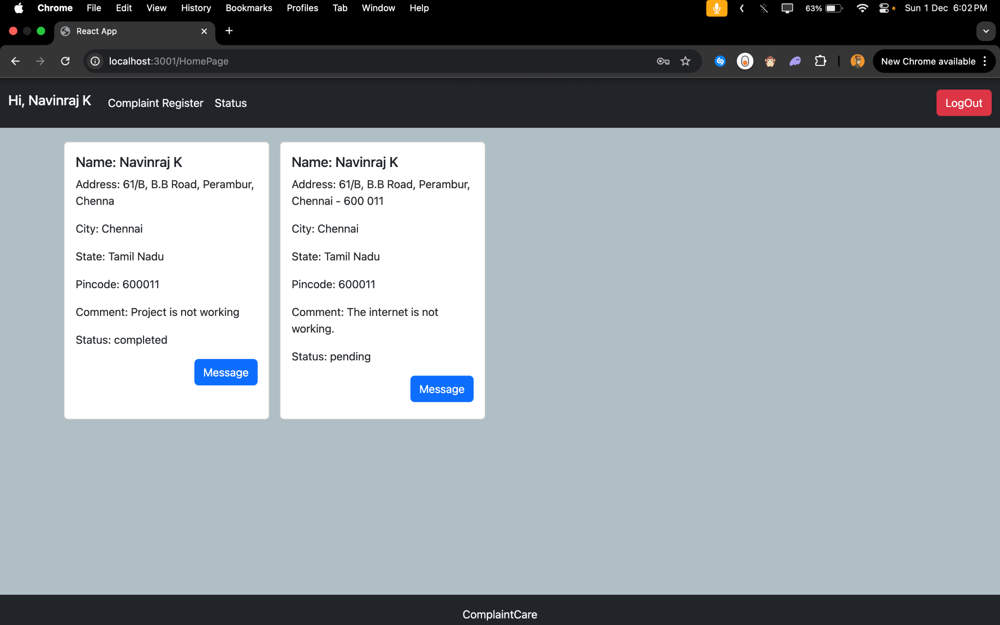 Chrome File Edit View History Bookmarks Profiles Tab Window Help 63% Sun 1 Dec 6:02 PM
React App
localhost:3001/HomePage New Chrome available
Hi, Navinraj K Complaint Register Status LogOut
Name: Navinraj K
Address: 61/B, B.B Road, Perambur,
Chenna
City: Chennai
State: Tamil Nadu
Pincode: 600011
Comment: Project is not working
Status: completed
Message
Name: Navinraj K
Address: 61/B, B.B Road, Perambur,
Chennai - 600 011
City: Chennai
State: Tamil Nadu
Pincode: 600011
Comment: The internet is not
working.
Status: pending
Message
ComplaintCare